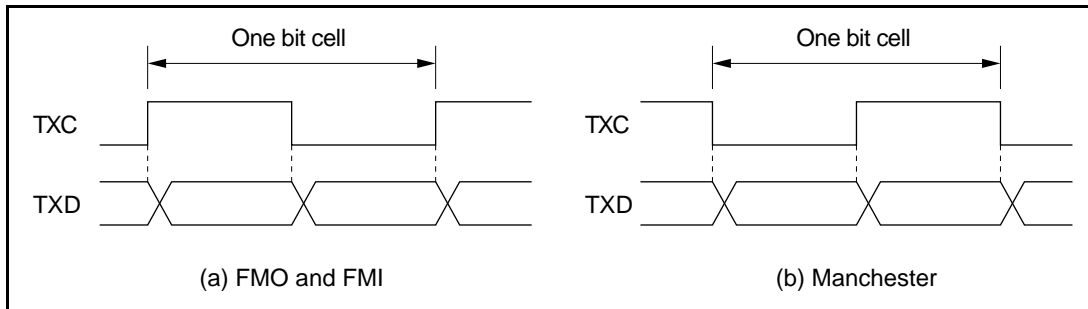 One bit cell
TXC
TXD
(a) FMO and FMI
One bit cell
TXC
TXD
(b) Manchester